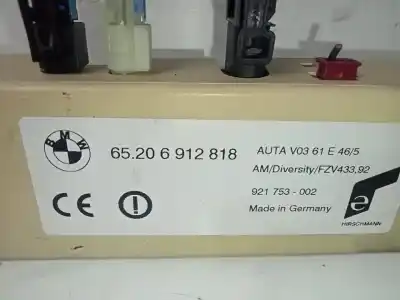 BMW
65.20 6 912 818
AUTA V03 61 E 46/5
AM/Diversity/FZV433,92
921 753 - 002
Made in Germany
CE
e
HIRSCHMANN